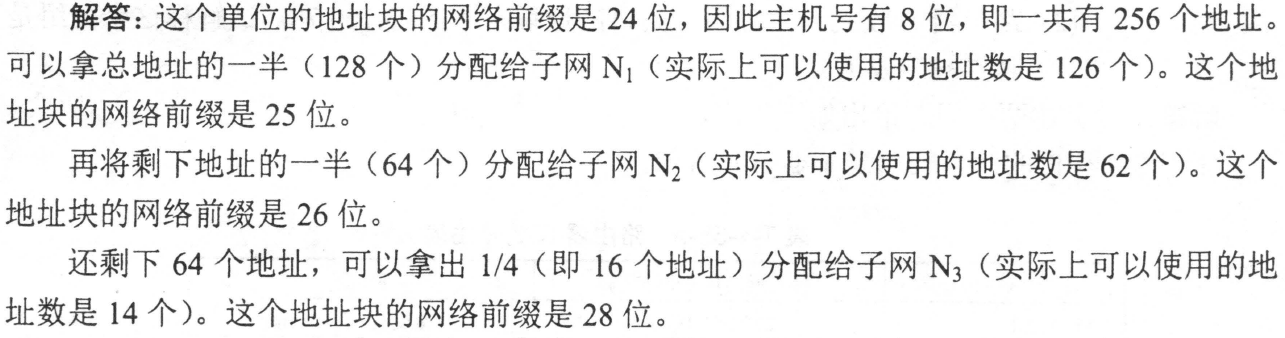 解答：这个单位的地址块的网络前缀是 24 位，因此主机号有 8 位，即一共有 256 个地址。
可以拿总地址的一半（128 个）分配给子网 N₁（实际上可以使用的地址数是 126 个）。这个地
址块的网络前缀是 25 位。
再将剩下地址的一半（64 个）分配给子网 N₂（实际上可以使用的地址数是 62 个）。这个
地址块的网络前缀是 26 位。
还剩下 64 个地址，可以拿出 1/4（即 16 个地址）分配给子网 N₃（实际上可以使用的地
址数是 14 个）。这个地址块的网络前缀是 28 位。